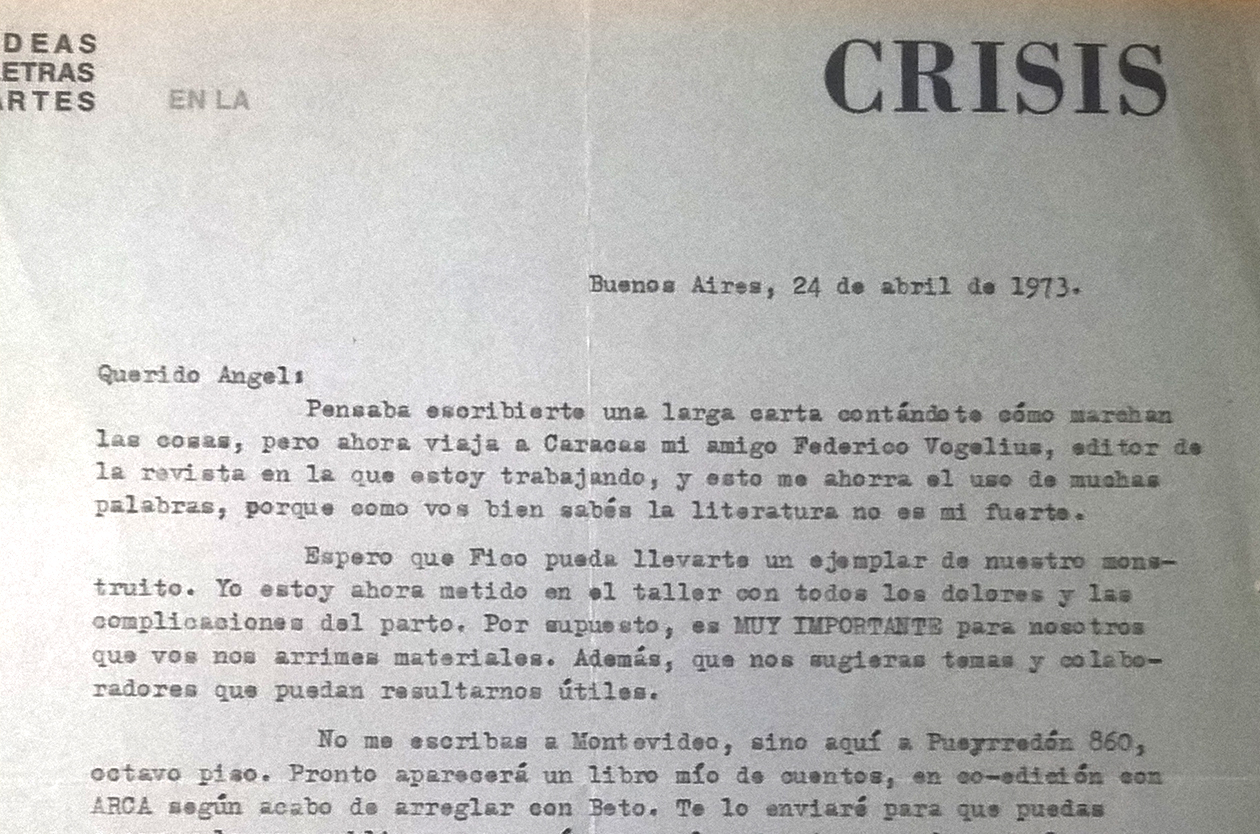 DEAS
ETRAS
ARTES
EN LA
CRISIS
Buenos Aires, 24 de abril de 1973.
Querido Angel:
Pensaba escribierte una larga carta contándote cómo marchan
las cosas, pero ahora viaja a Caracas mi amigo Federico Vogelius, editor de
la revista en la que estoy trabajando, y esto me ahorra el uso de muchas
palabras, porque como vos bien sabés la literatura no es mi fuerte.
Espero que Fico pueda llevarte un ejemplar de nuestro mons-
truito. Yo estoy ahora metido en el taller con todos los dolores y las
complicaciones del parto. Por supuesto, es MUY IMPORTANTE para nosotros
que vos nos arrimes materiales. Además, que nos sugieras temas y colabo-
radores que puedan resultarnos útiles.
No me escribas a Montevideo, sino aquí a Pueyrredón 860,
octavo piso. Pronto aparecerá un libro mío de cuentos, en co-edición con
ARCA según acabo de arreglar con Beto. Te lo enviaré para que puedas